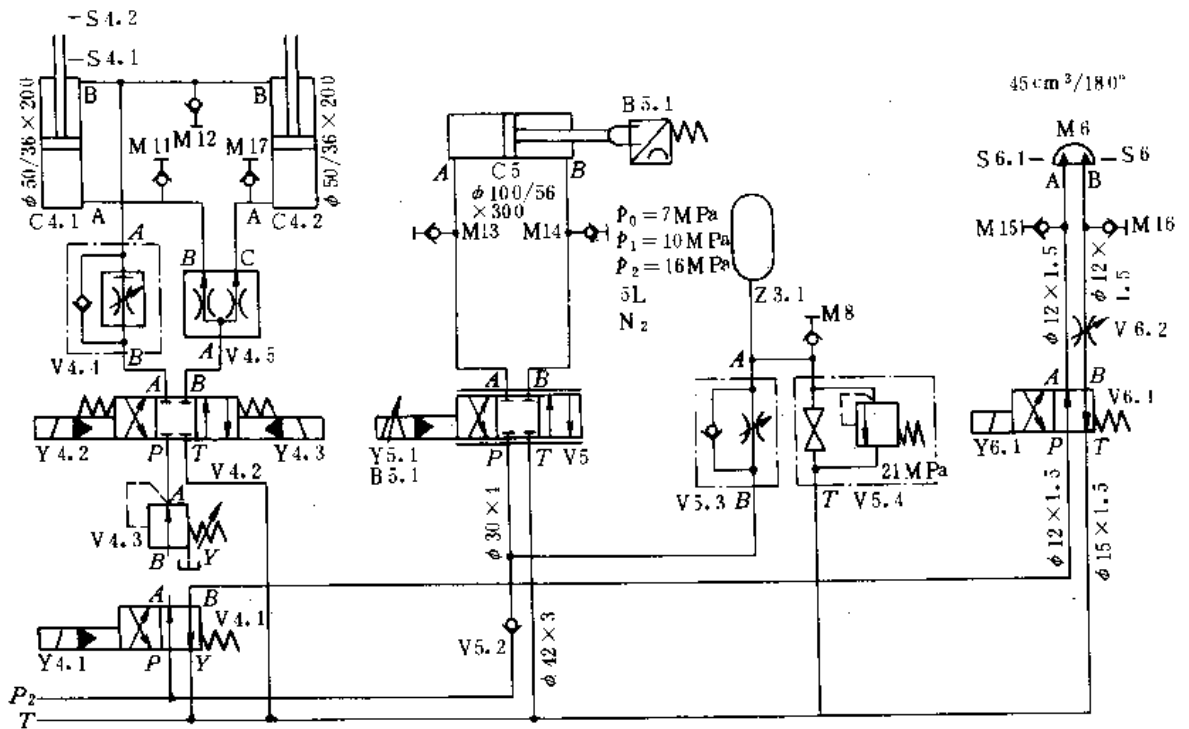 S4.2
S4.1
B
B
M12
M11
M17
φ50/36×200
φ50/36×200
C4.1
A
A
C4.2
B5.1
A
C5
B
φ100/56
×300
M13
M14
p₀=7MPa
p₁=10MPa
p₂=16MPa
5L
N₂
Z3.1
M8
45cm³/180°
M6
S6.1
S6
A
B
M15
M16
φ12×1.5
φ12×
1.5
V6.2
A
B
C
B
V4.4
A
V4.5
A
B
Y4.2
P
T
Y4.3
V4.2
A
B
Y5.1
B5.1
P
T
V5
φ30×4
A
V5.3
B
21MPa
T
V5.4
A
B
V6.1
Y6.1
P
T
φ12×1.5
φ15×1.5
A
V4.3
B
Y
A
B
V4.1
Y4.1
P
Y
V5.2
φ42×3
P₂
T